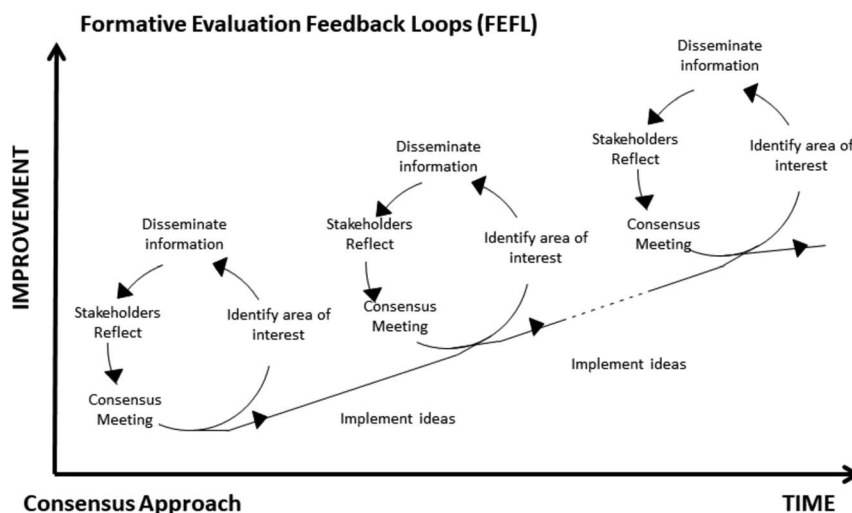 Formative Evaluation Feedback Loops (FEFL)
IMPROVEMENT
Disseminate
information
Stakeholders
Reflect
Identify area of
interest
Consensus
Meeting
Disseminate
information
Stakeholders
Reflect
Identify area of
interest
Consensus
Meeting
Disseminate
information
Stakeholders
Reflect
Identify area of
interest
Consensus
Meeting
Implement ideas
Implement ideas
Consensus Approach
TIME